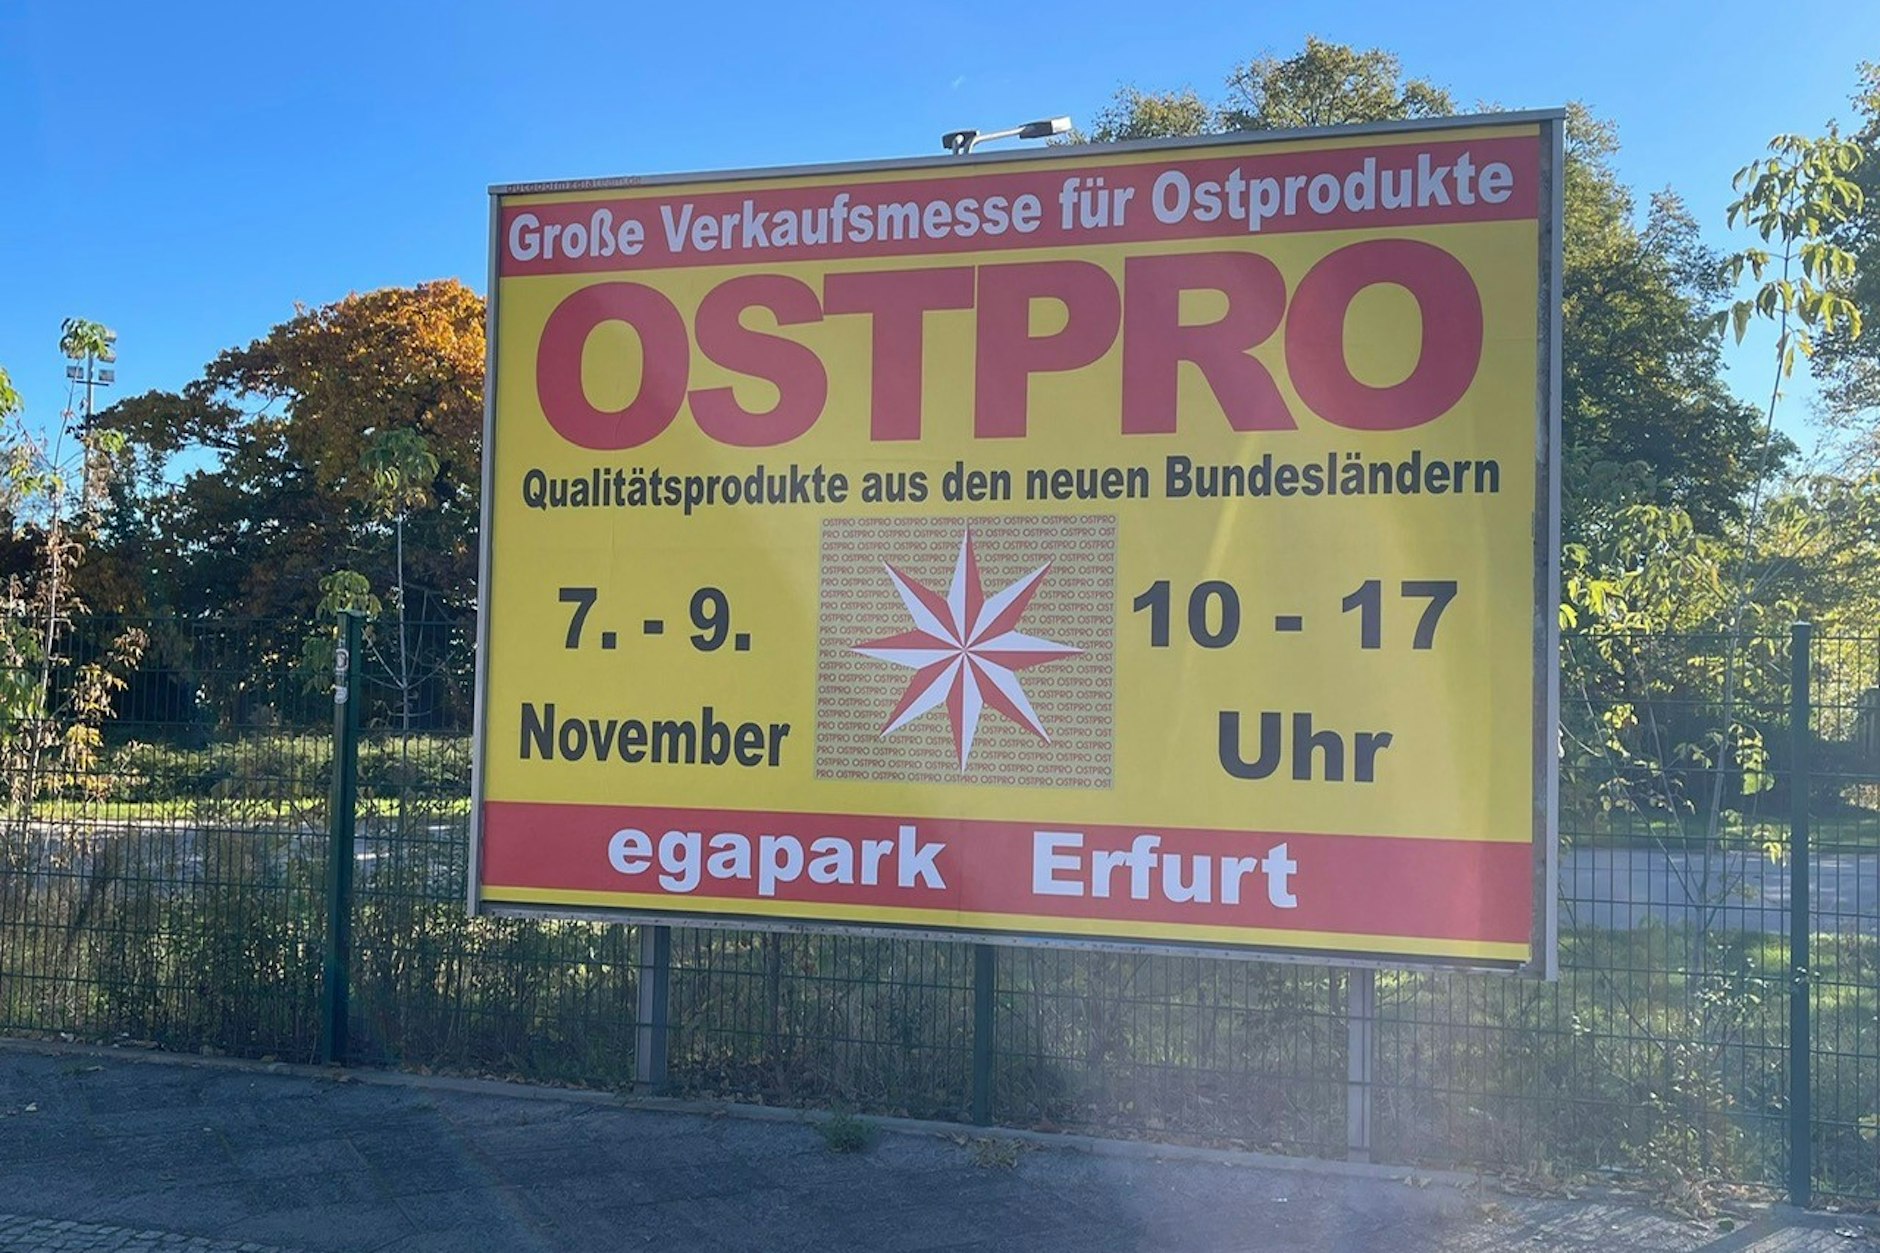 Große Verkaufsmesse für Ostprodukte
OSTPRO
Qualitätsprodukte aus den neuen Bundesländern
7. - 9.
November
10 - 17
Uhr
egapark Erfurt